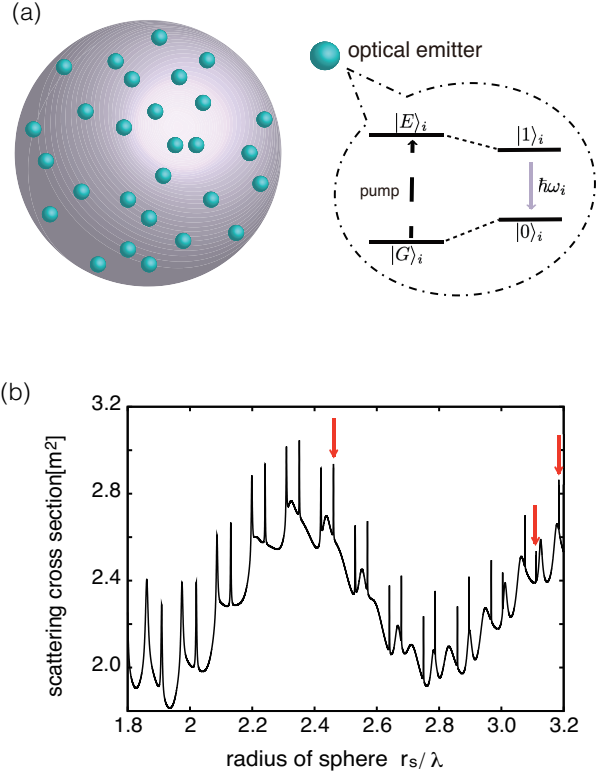 (a)
optical emitter
|E⟩ᵢ
|1⟩ᵢ
pump
ħωᵢ
|G⟩ᵢ
|0⟩ᵢ
(b)
scattering cross section[m²]
3.2
2.8
2.4
2.0
1.8 2.0 2.2 2.4 2.6 2.8 3.0 3.2
radius of sphere rs/λ